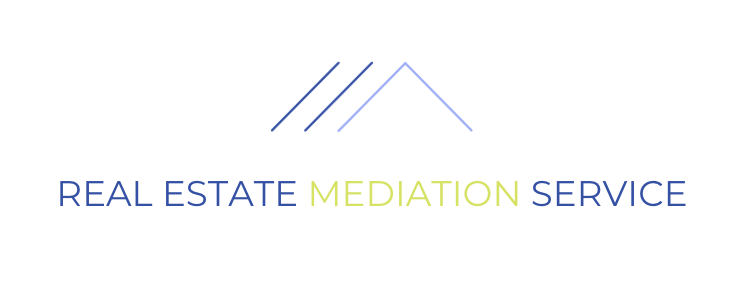 REAL ESTATE MEDIATION SERVICE